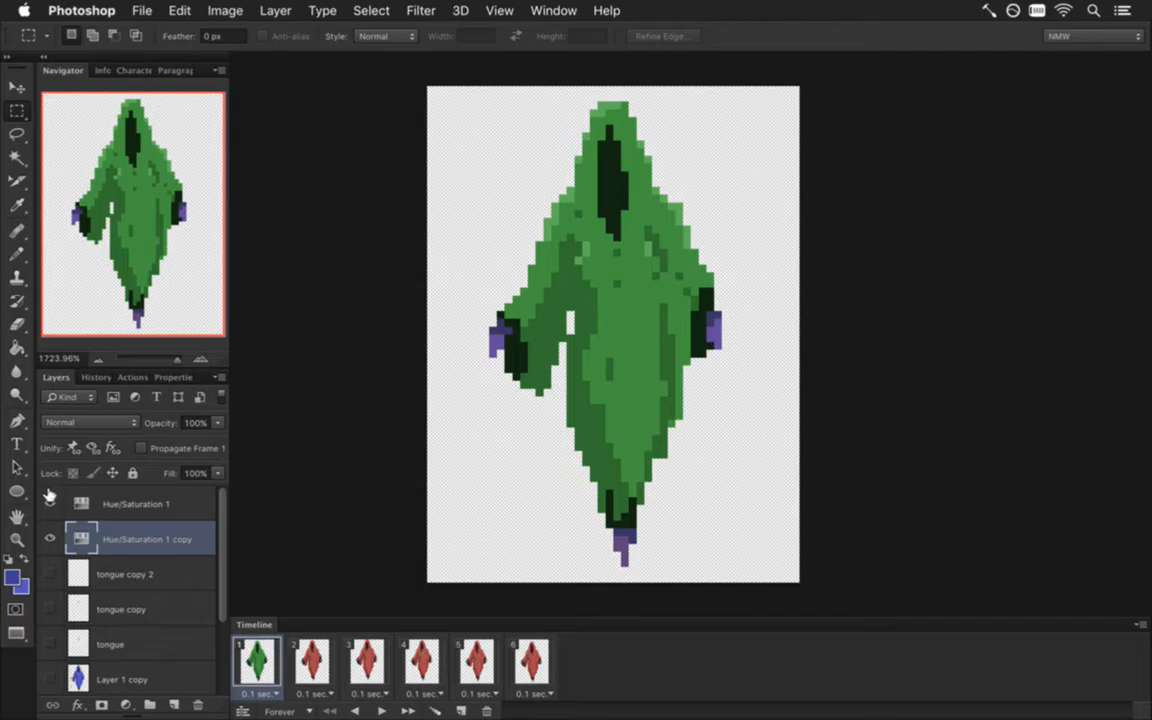 Photoshop File Edit Image Layer Type Select Filter 3D View Window Help
Feather: 0 px Anti-alias Style: Normal Width: Height: Refine Edge... NMW
Navigator Info Characte Paragraph
1723.96%
Layers History Actions Propertie
Kind
Normal Opacity: 100%
Unify: Propagate Frame 1
Lock: Fill: 100%
Hue/Saturation 1
Hue/Saturation 1 copy
tongue copy 2
tongue copy
tongue
Layer 1 copy
Timeline
1 2 3 4 5 6
0.1 sec. 0.1 sec. 0.1 sec. 0.1 sec. 0.1 sec. 0.1 sec.
Forever